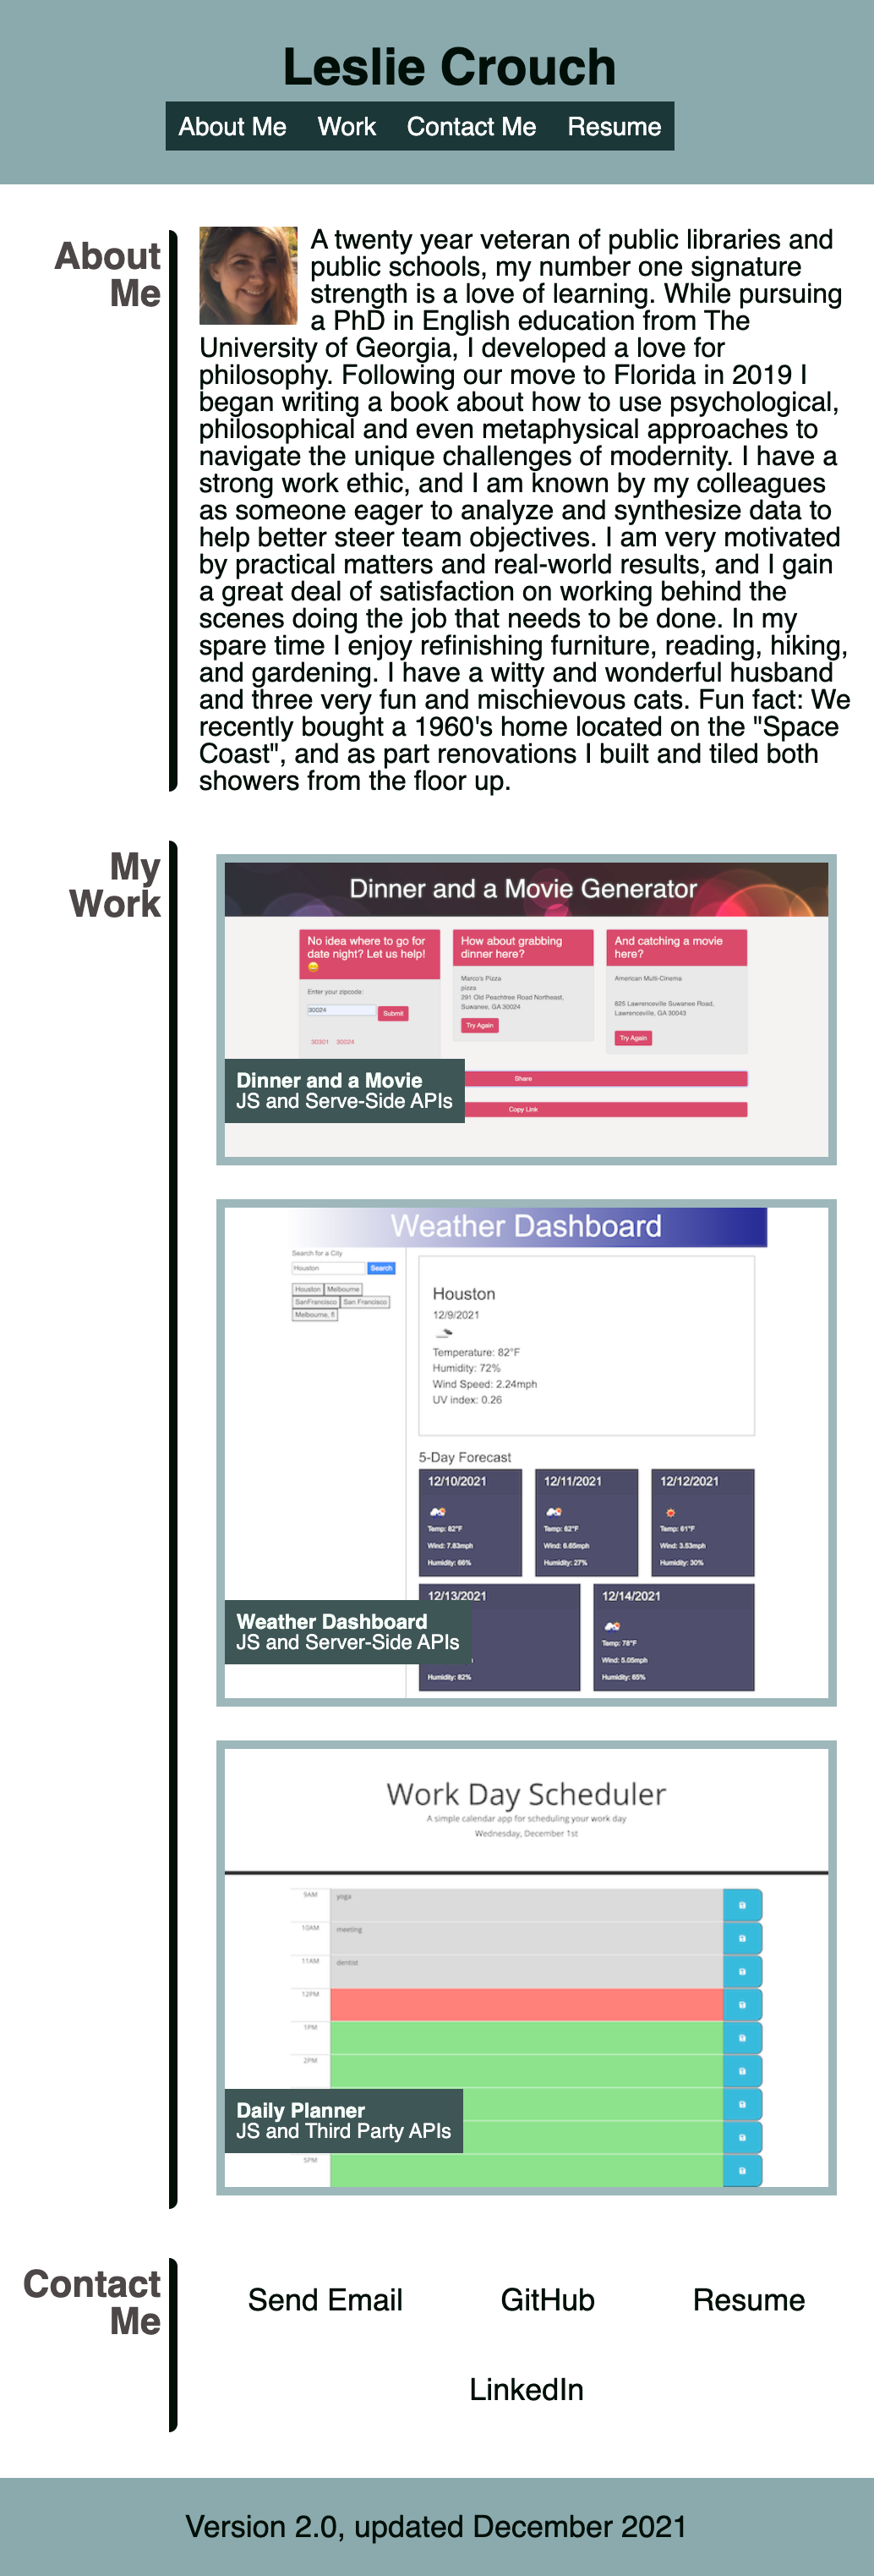 Leslie Crouch
About Me Work Contact Me Resume
About
Me
A twenty year veteran of public libraries and
public schools, my number one signature
strength is a love of learning. While pursuing
a PhD in English education from The
University of Georgia, I developed a love for
philosophy. Following our move to Florida in 2019 I
began writing a book about how to use psychological,
philosophical and even metaphysical approaches to
navigate the unique challenges of modernity. I have a
strong work ethic, and I am known by my colleagues
as someone eager to analyze and synthesize data to
help better steer team objectives. I am very motivated
by practical matters and real-world results, and I gain
a great deal of satisfaction on working behind the
scenes doing the job that needs to be done. In my
spare time I enjoy refinishing furniture, reading, hiking,
and gardening. I have a witty and wonderful husband
and three very fun and mischievous cats. Fun fact: We
recently bought a 1960's home located on the "Space
Coast", and as part renovations I built and tiled both
showers from the floor up.
My
Work
Dinner and a Movie Generator
No idea where to go for
date night? Let us help!
😊
Enter your zipcode:
30024
Submit
30301 30024
How about grabbing
dinner here?
Marco's Pizza
pizza
291 Old Peachtree Road Northeast,
Suwanee, GA 30024
Try Again
And catching a movie
here?
American Multi-Cinema
825 Lawrenceville Suwanee Road,
Lawrenceville, GA 30043
Try Again
Share
Copy Link
Dinner and a Movie
JS and Serve-Side APIs
Weather Dashboard
Search for a City
Houston
Search
Houston Melbourne
SanFrancisco San Francisco
Melbourne, fl
Houston
12/9/2021
Temperature: 82°F
Humidity: 72%
Wind Speed: 2.24mph
UV index: 0.26
5-Day Forecast
12/10/2021
Temp: 82°F
Wind: 7.83mph
Humidity: 66%
12/11/2021
Temp: 62°F
Wind: 6.65mph
Humidity: 27%
12/12/2021
Temp: 61°F
Wind: 3.53mph
Humidity: 30%
12/13/2021
Humidity: 82%
12/14/2021
Temp: 78°F
Wind: 5.05mph
Humidity: 65%
Weather Dashboard
JS and Server-Side APIs
Work Day Scheduler
A simple calendar app for scheduling your work day
Wednesday, December 1st
9AM yoga
10AM meeting
11AM dentist
12PM
1PM
2PM
5PM
Daily Planner
JS and Third Party APIs
Contact
Me
Send Email GitHub Resume
LinkedIn
Version 2.0, updated December 2021